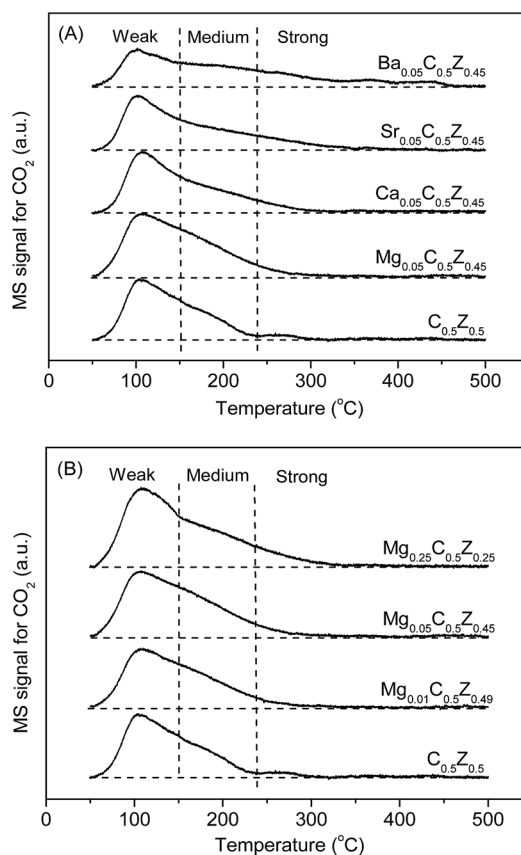 (A)
Weak Medium Strong
Ba0.05C0.5Z0.45
Sr0.05C0.5Z0.45
Ca0.05C0.5Z0.45
Mg0.05C0.5Z0.45
C0.5Z0.5
MS signal for CO2 (a.u.)
0 100 200 300 400 500
Temperature (oC)
(B)
Weak Medium Strong
Mg0.25C0.5Z0.25
Mg0.05C0.5Z0.45
Mg0.01C0.5Z0.49
C0.5Z0.5
MS signal for CO2 (a.u.)
0 100 200 300 400 500
Temperature (oC)